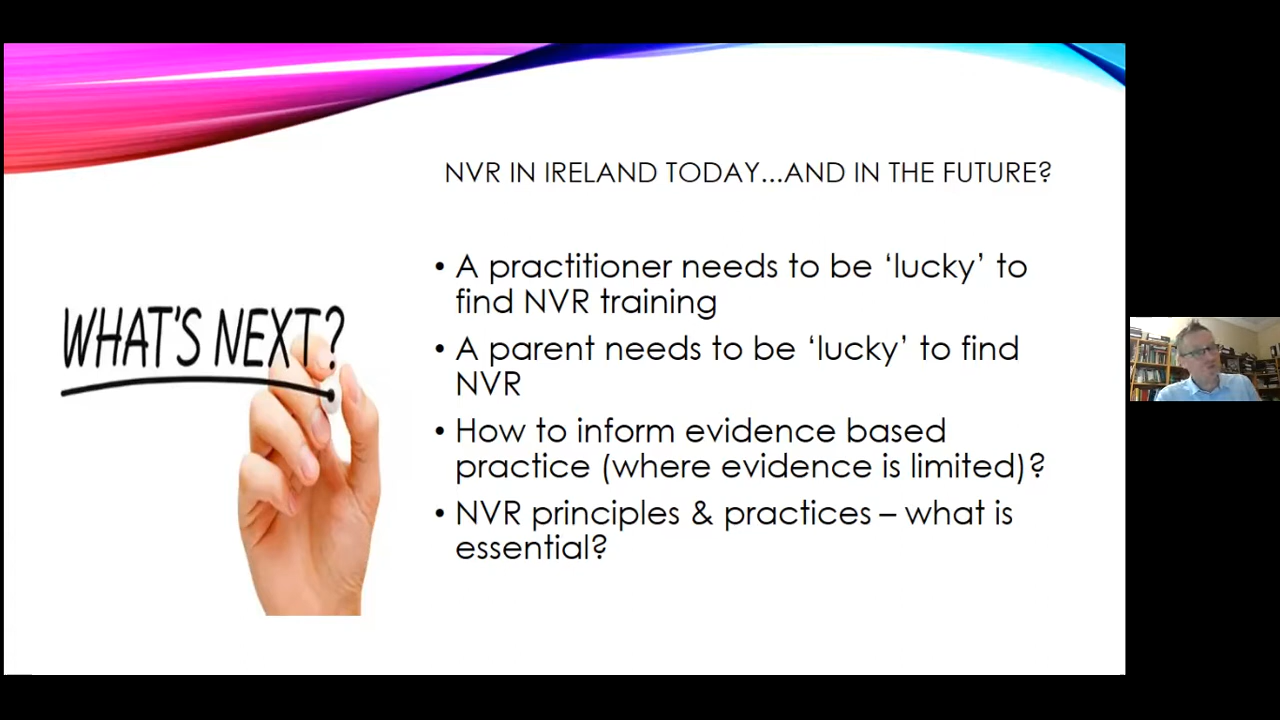 NVR IN IRELAND TODAY...AND IN THE FUTURE?
WHAT'S NEXT?
• A practitioner needs to be ‘lucky’ to
find NVR training
• A parent needs to be ‘lucky’ to find
NVR
• How to inform evidence based
practice (where evidence is limited)?
• NVR principles & practices – what is
essential?